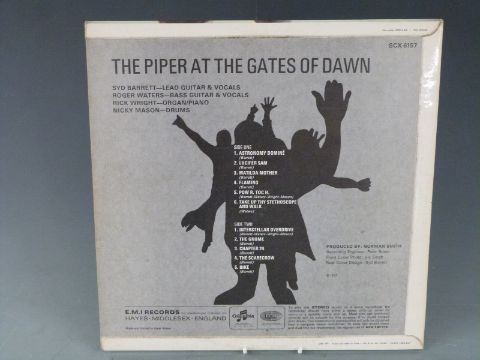 SCX 6157
THE PIPER AT THE GATES OF DAWN
SYD BARRETT—LEAD GUITAR & VOCALS
ROGER WATERS—BASS GUITAR & VOCALS
RICK WRIGHT—ORGAN/PIANO
NICKY MASON—DRUMS
SIDE ONE
1. ASTRONOMY DOMINÉ
(Barrett)
2. LUCIFER SAM
(Barrett)
3. MATILDA MOTHER
(Barrett)
4. FLAMING
(Barrett)
5. POW R. TOC H.
6. TAKE UP THY STETHOSCOPE
AND WALK
(Waters)
SIDE TWO
1. INTERSTELLAR OVERDRIVE
2. THE GNOME
(Barrett)
3. CHAPTER 24
(Barrett)
4. THE SCARECROW
(Barrett)
5. BIKE
(Barrett)
PRODUCED BY: NORMAN SMITH
E.M.I RECORDS
HAYES·MIDDLESEX·ENGLAND
Columbia